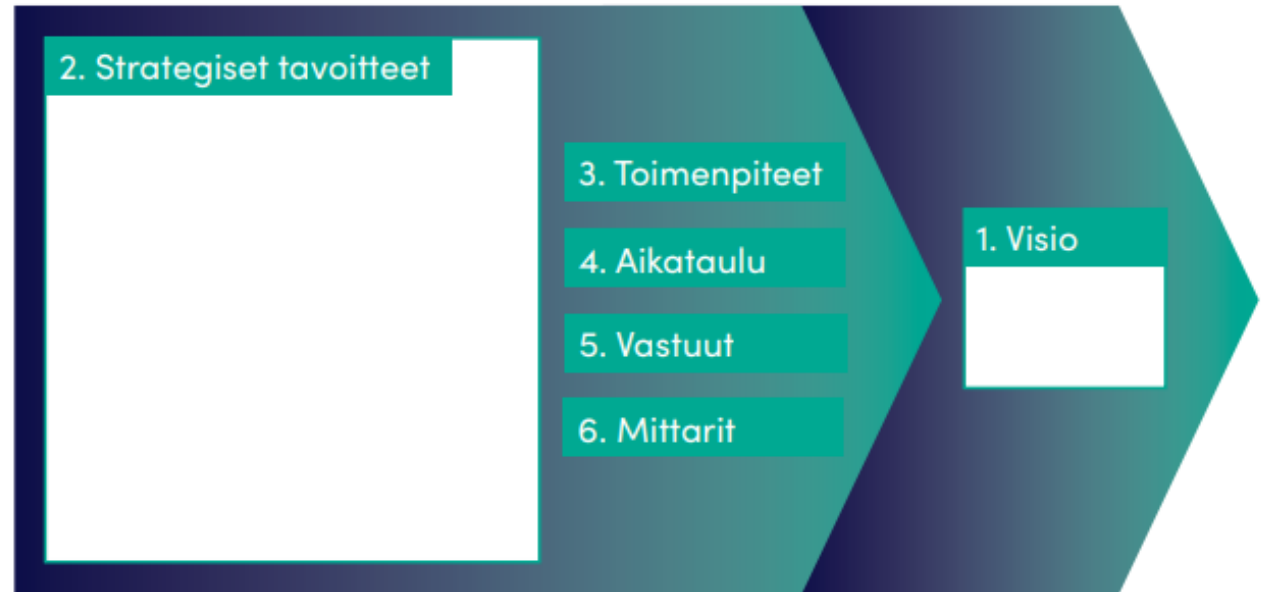 2. Strategiset tavoitteet
3. Toimenpiteet
4. Aikataulu
5. Vastuut
6. Mittarit
1. Visio